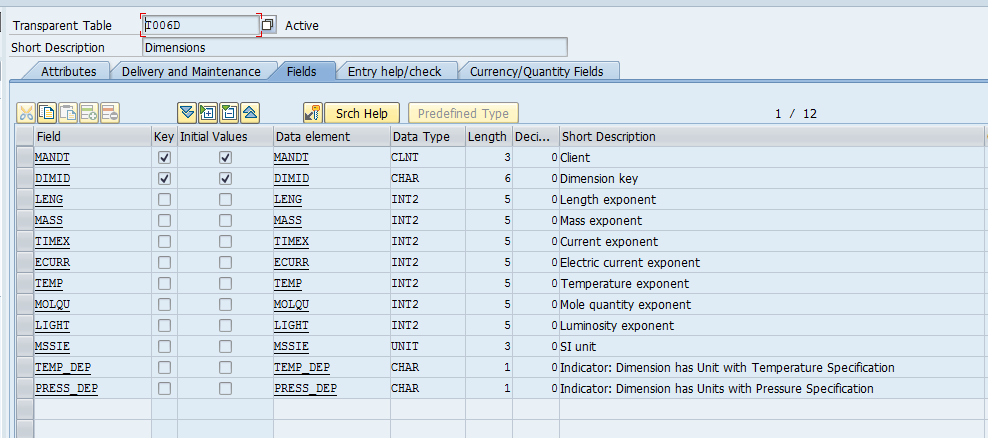 Transparent Table T006D Active
Short Description Dimensions
Attributes Delivery and Maintenance Fields Entry help/check Currency/Quantity Fields
Srch Help Predefined Type 1 / 12
Field Key Initial Values Data element Data Type Length Deci... Short Description
MANDT MANDT CLNT 3 0 Client
DIMID DIMID CHAR 6 0 Dimension key
LENG LENG INT2 5 0 Length exponent
MASS MASS INT2 5 0 Mass exponent
TIMEX TIMEX INT2 5 0 Current exponent
ECURR ECURR INT2 5 0 Electric current exponent
TEMP TEMP INT2 5 0 Temperature exponent
MOLQU MOLQU INT2 5 0 Mole quantity exponent
LIGHT LIGHT INT2 5 0 Luminosity exponent
MSSIE MSSIE UNIT 3 0 SI unit
TEMP_DEP TEMP_DEP CHAR 1 0 Indicator: Dimension has Unit with Temperature Specification
PRESS_DEP PRESS_DEP CHAR 1 0 Indicator: Dimension has Units with Pressure Specification